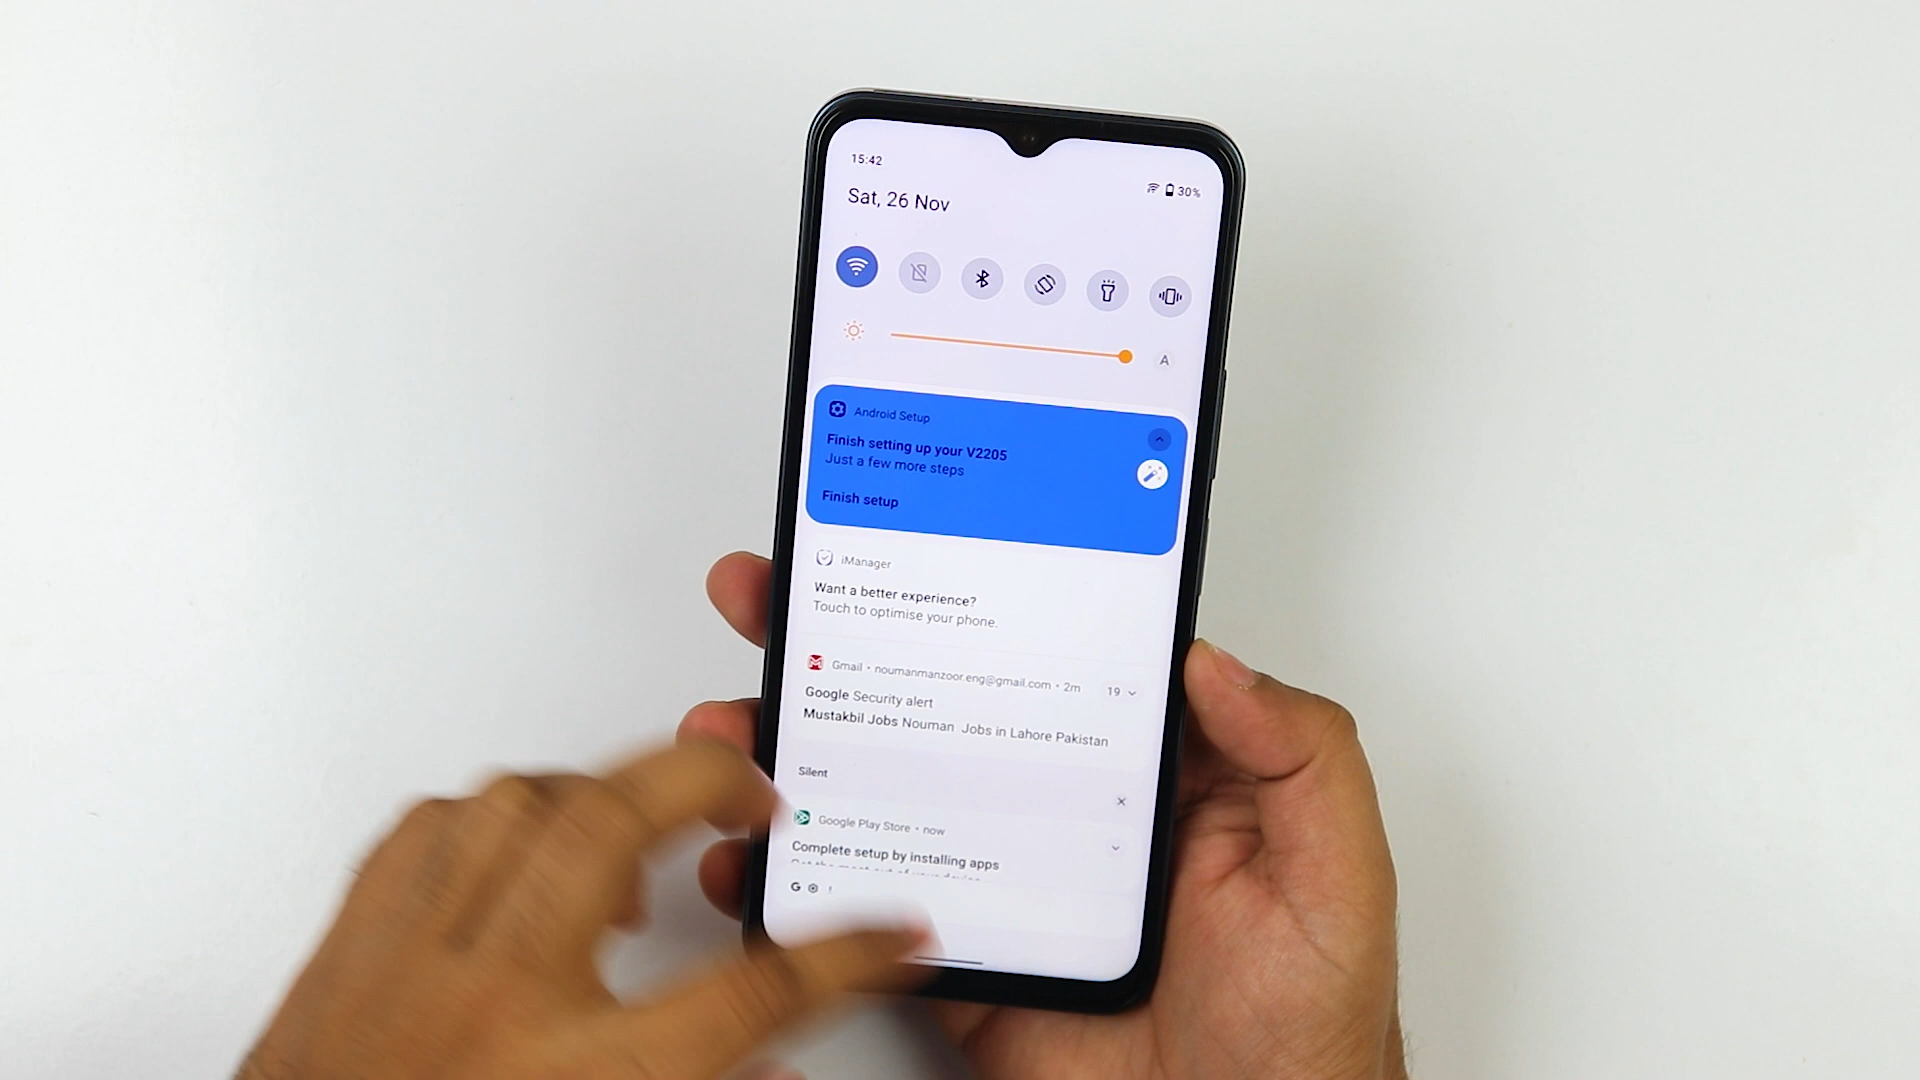 15:42
30%
Sat, 26 Nov
A
Android Setup
Finish setting up your V2205
Just a few more steps
Finish setup
iManager
Want a better experience?
Touch to optimise your phone.
Gmail • noumanmanzoor.eng@gmail.com • 2m 19
Google Security alert
Mustakbil Jobs Nouman Jobs in Lahore Pakistan
Silent
Google Play Store • now
Complete setup by installing apps
G